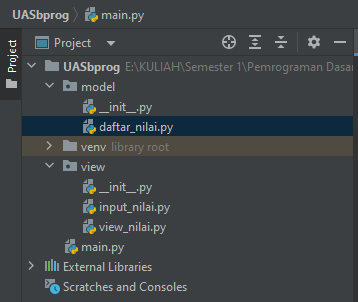 UASbprog main.py
Project
Project
UASbprog E:\KULIAH\Semester 1\Pemrograman Dasar
model
__init__.py
daftar_nilai.py
venv library root
view
__init__.py
input_nilai.py
view_nilai.py
main.py
External Libraries
Scratches and Consoles